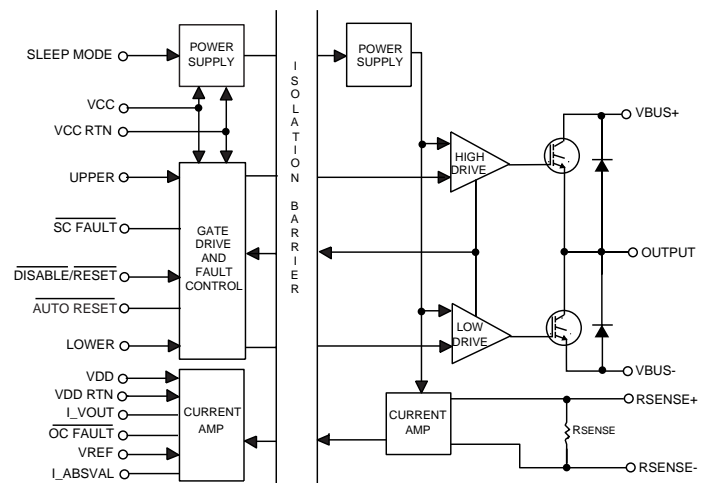 SLEEP MODE
POWER
SUPPLY
ISOLATION BARRIER
POWER
SUPPLY
VCC
VCC RTN
VBUS+
UPPER
HIGH
DRIVE
SC FAULT
GATE
DRIVE
AND
FAULT
CONTROL
OUTPUT
DISABLE/RESET
AUTO RESET
LOWER
LOW
DRIVE
VDD
VDD RTN
I_VOUT
OC FAULT
VREF
I_ABSVAL
CURRENT
AMP
CURRENT
AMP
VBUS-
RSENSE+
RSENSE
RSENSE-